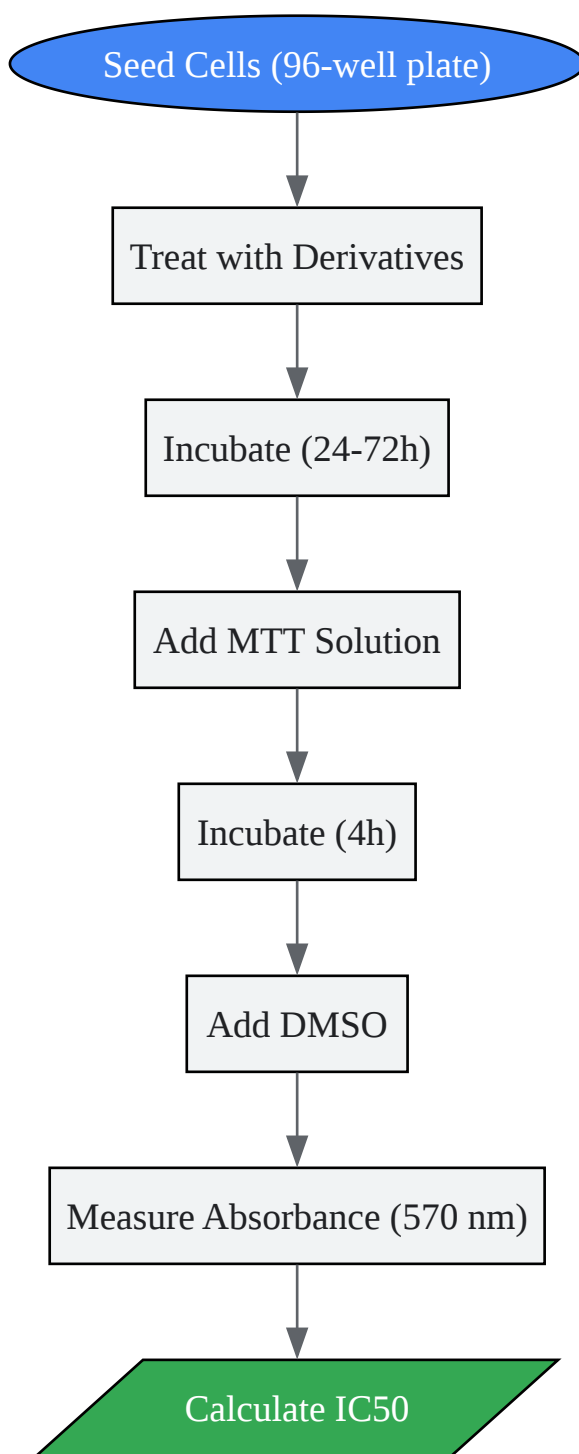 Seed Cells (96-well plate)
Treat with Derivatives
Incubate (24-72h)
Add MTT Solution
Incubate (4h)
Add DMSO
Measure Absorbance (570 nm)
Calculate IC50